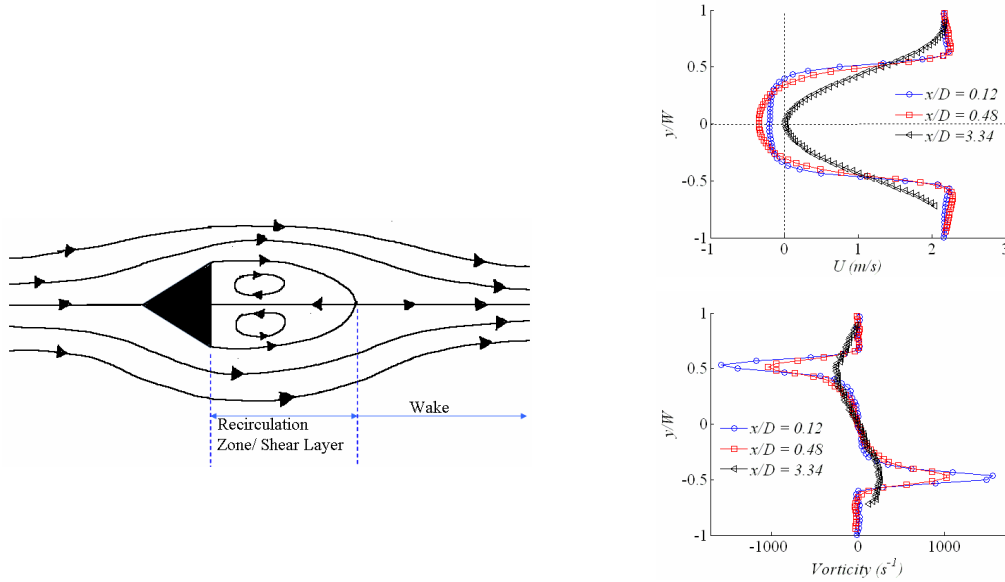 Recirculation
Zone/ Shear Layer
Wake
1
0.5
0
-0.5
-1
y/W
x/D = 0.12
x/D = 0.48
x/D =3.34
-1
0
1
2
3
U (m/s)
1
0.5
0
-0.5
-1
y/W
x/D = 0.12
x/D = 0.48
x/D = 3.34
-1000
0
1000
Vorticity (s⁻¹)